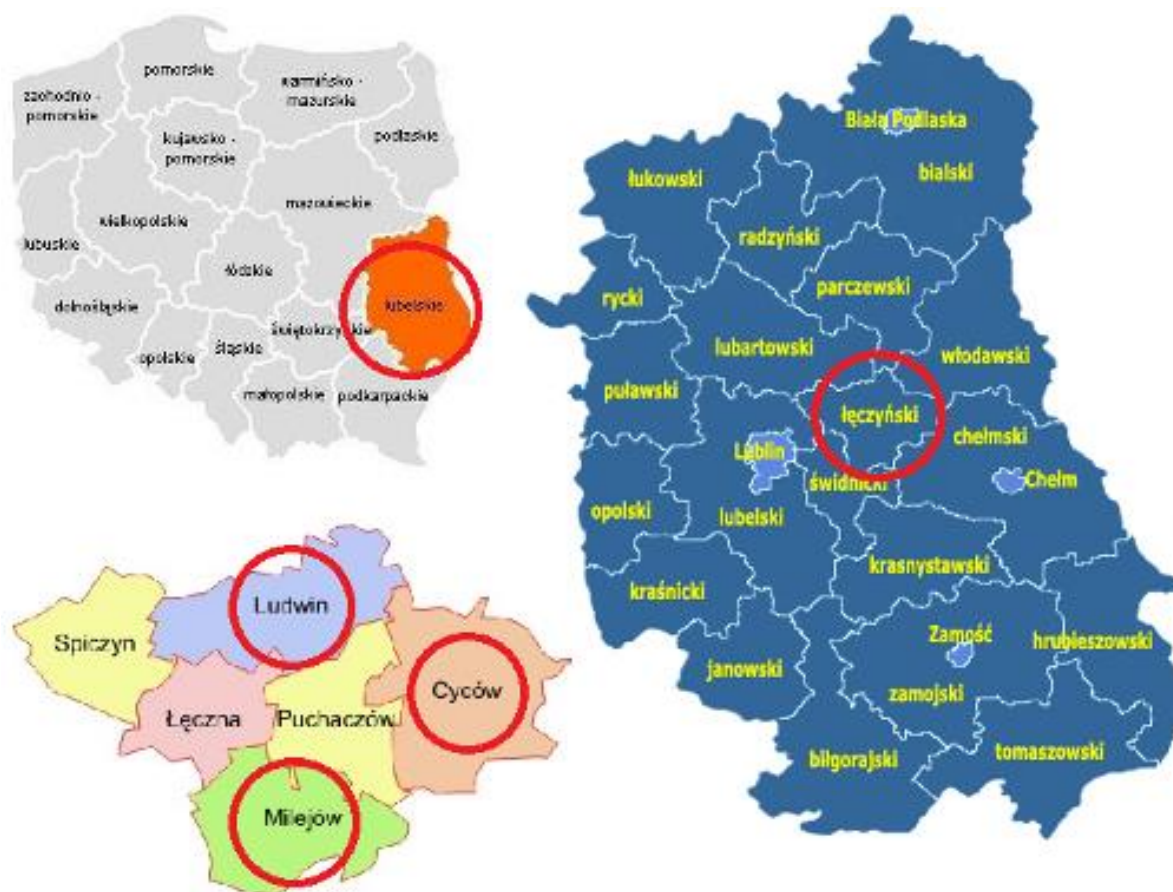 pomorskie
warmińsko -
mazurskie
zachodnio -
pomorskie
podlaskie
kujawsko -
pomorskie
mazowieckie
wielkopolskie
lubuskie
łódzkie
lubelskie
dolnośląskie
świętokrzyskie
śląskie
opolskie
małopolskie
podkarpackie
Biała Podlaska
bialski
łukowski
radzyński
parczewski
rycki
lubartowski
włodawski
puławski
łęczyński
chełmski
Lublin
świdnicki
Chełm
opolski
lubelski
krasnystawski
kraśnicki
Zamość
hrubieszowski
janowski
zamojski
tomaszowski
biłgorajski
Ludwin
Spiczyn
Cyców
Łęczna
Puchaczów
Milejów